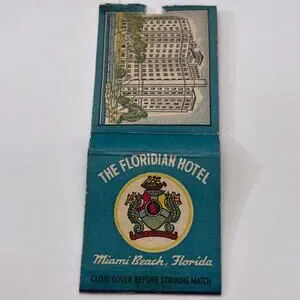 THE FLORIDIAN HOTEL
Miami Beach, Florida
CLOSE COVER BEFORE STRIKING MATCH